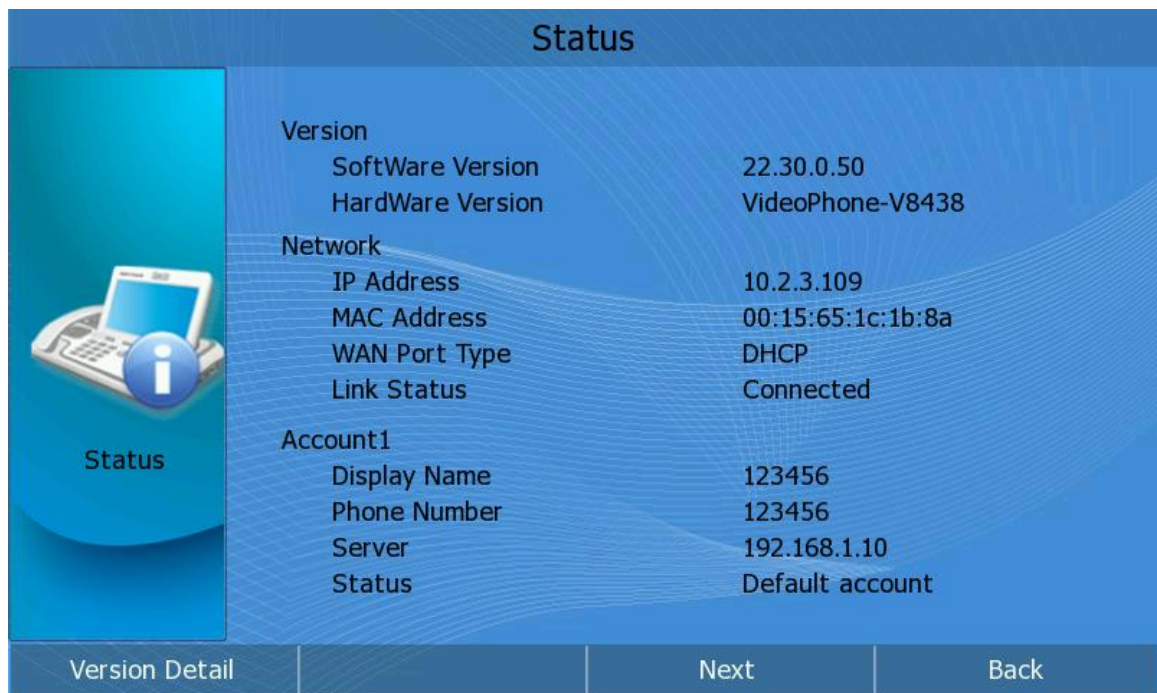 Status
Version
SoftWare Version 22.30.0.50
HardWare Version VideoPhone-V8438
Network
IP Address 10.2.3.109
MAC Address 00:15:65:1c:1b:8a
WAN Port Type DHCP
Link Status Connected
Account1
Display Name 123456
Phone Number 123456
Server 192.168.1.10
Status Default account
Status
Version Detail Next Back